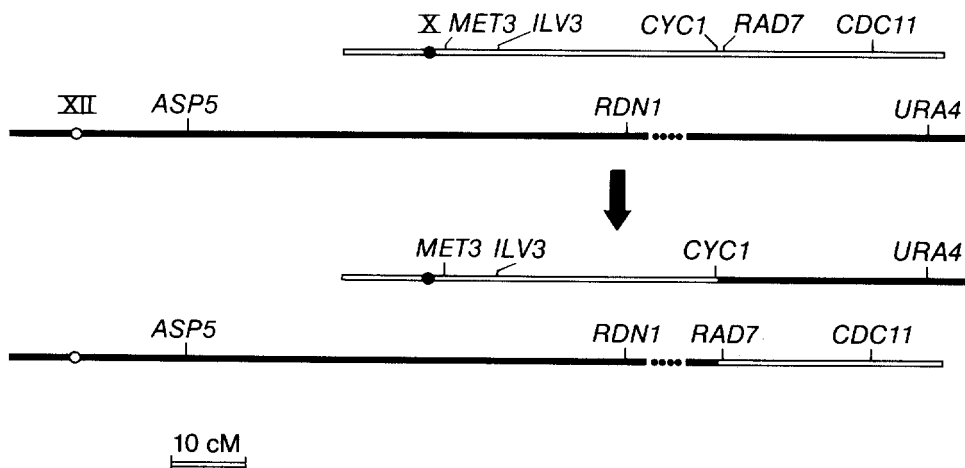 X MET3 ILV3 CYC1 RAD7 CDC11
XII ASP5 RDN1 URA4
MET3 ILV3 CYC1 URA4
ASP5 RDN1 RAD7 CDC11
10 cM